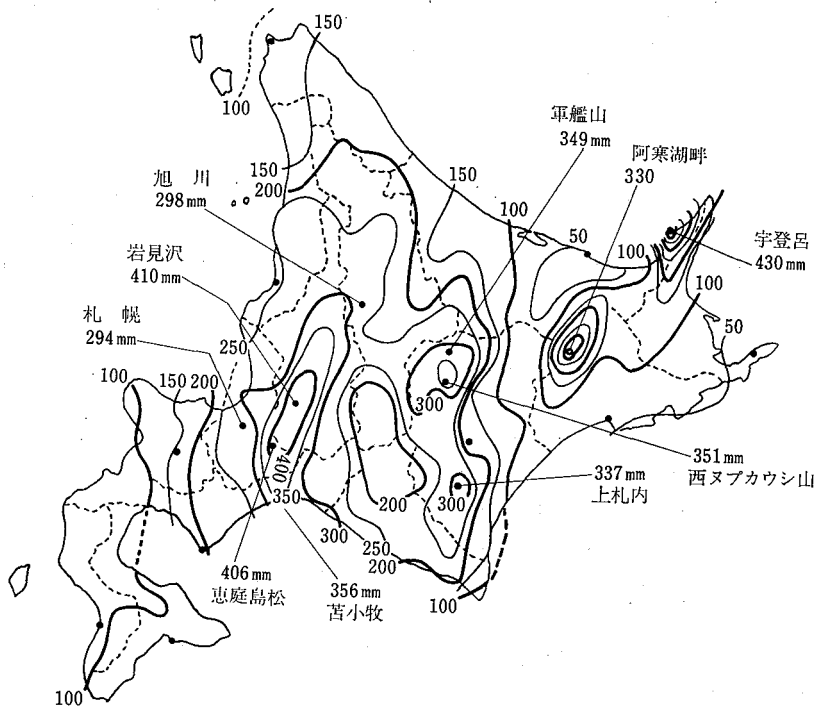 150
100
軍艦山
349mm
阿寒湖畔
330
150
200
旭川
298mm
150
100
50
100
宇登呂
430mm
岩見沢
410mm
100
札幌
294mm
50
250
100
150
200
300
351mm
西ヌプカウシ山
400
337mm
上札内
350
200
300
300
250
200
406mm
恵庭島松
356mm
苫小牧
100
100